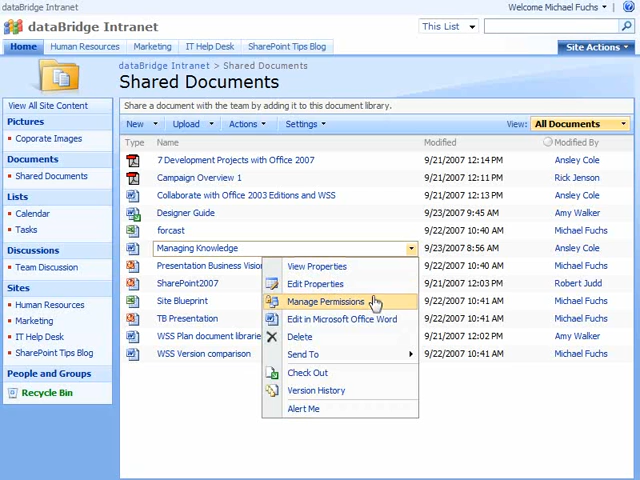 dataBridge Intranet
Welcome Michael Fuchs
dataBridge Intranet
This List
Home Human Resources Marketing IT Help Desk SharePoint Tips Blog Site Actions
dataBridge Intranet > Shared Documents
Shared Documents
View All Site Content
Pictures
Coporate Images
Documents
Shared Documents
Lists
Calendar
Tasks
Discussions
Team Discussion
Sites
Human Resources
Marketing
IT Help Desk
SharePoint Tips Blog
People and Groups
Recycle Bin
Share a document with the team by adding it to this document library.
New Upload Actions Settings View: All Documents
Type Name Modified Modified By
7 Development Projects with Office 2007 9/21/2007 12:14 PM Ansley Cole
Campaign Overview 1 9/21/2007 12:11 PM Rick Jenson
Collaborate with Office 2003 Editions and WSS 9/21/2007 12:13 PM Ansley Cole
Designer Guide 9/23/2007 9:45 AM Amy Walker
forcast 9/22/2007 10:40 AM Michael Fuchs
Managing Knowledge 9/23/2007 8:56 AM Ansley Cole
Presentation Business Vision 9/22/2007 10:40 AM Michael Fuchs
SharePoint2007 9/21/2007 12:03 PM Robert Judd
Site Blueprint 9/22/2007 10:41 AM Michael Fuchs
TB Presentation 9/22/2007 10:41 AM Michael Fuchs
WSS Plan document libraries 9/21/2007 12:02 PM Amy Walker
WSS Version comparison 9/22/2007 10:41 AM Michael Fuchs
View Properties
Edit Properties
Manage Permissions
Edit in Microsoft Office Word
Delete
Send To
Check Out
Version History
Alert Me